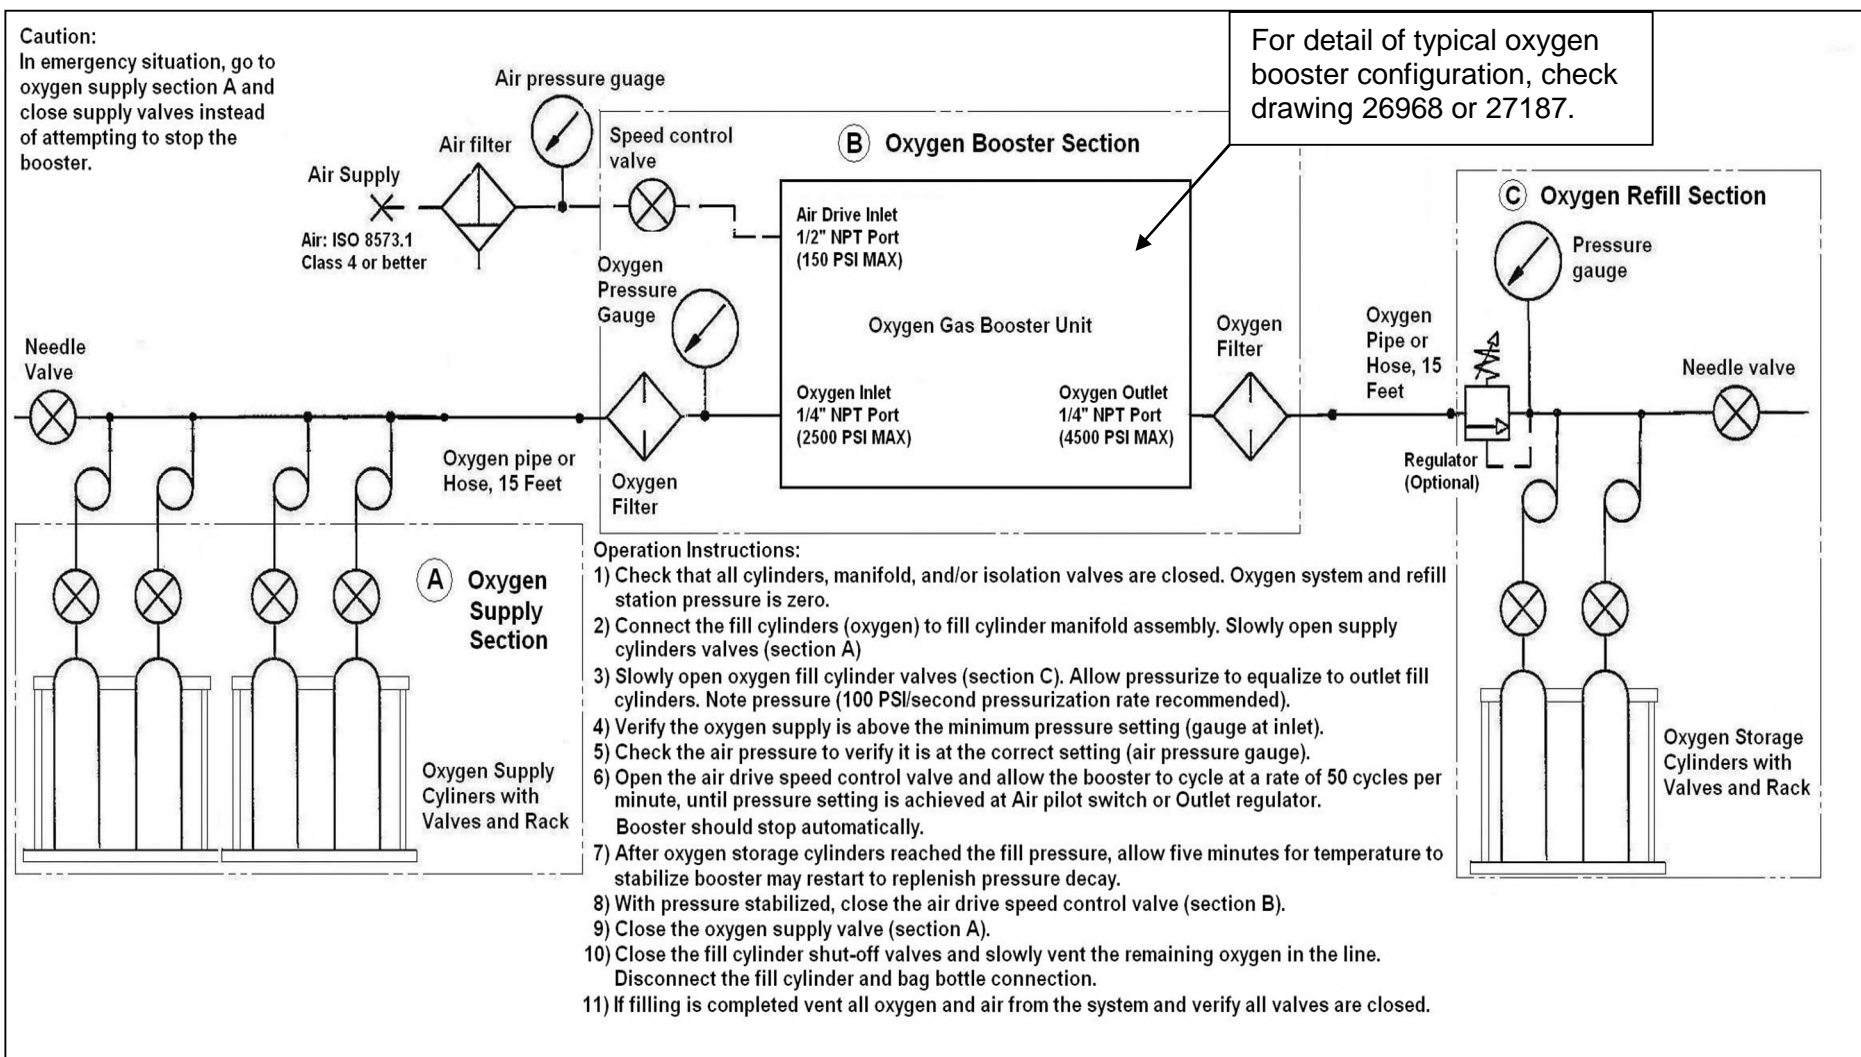 Caution:
In emergency situation, go to
oxygen supply section A and
close supply valves instead
of attempting to stop the
booster.
For detail of typical oxygen
booster configuration, check
drawing 26968 or 27187.
Air pressure guage
Air filter
Air Supply
Air: ISO 8573.1
Class 4 or better
Speed control
valve
B Oxygen Booster Section
Air Drive Inlet
1/2" NPT Port
(150 PSI MAX)
Oxygen
Pressure
Gauge
Oxygen Gas Booster Unit
Oxygen Inlet
1/4" NPT Port
(2500 PSI MAX)
Oxygen Outlet
1/4" NPT Port
(4500 PSI MAX)
Oxygen
Filter
Oxygen
Filter
Oxygen
Pipe or
Hose, 15
Feet
C Oxygen Refill Section
Pressure
gauge
Needle valve
Regulator
(Optional)
Needle
Valve
Oxygen pipe or
Hose, 15 Feet
A Oxygen
Supply
Section
Oxygen Supply
Cyliners with
Valves and Rack
Oxygen Storage
Cylinders with
Valves and Rack
Operation Instructions:
1) Check that all cylinders, manifold, and/or isolation valves are closed. Oxygen system and refill
station pressure is zero.
2) Connect the fill cylinders (oxygen) to fill cylinder manifold assembly. Slowly open supply
cylinders valves (section A)
3) Slowly open oxygen fill cylinder valves (section C). Allow pressurize to equalize to outlet fill
cylinders. Note pressure (100 PSI/second pressurization rate recommended).
4) Verify the oxygen supply is above the minimum pressure setting (gauge at inlet).
5) Check the air pressure to verify it is at the correct setting (air pressure gauge).
6) Open the air drive speed control valve and allow the booster to cycle at a rate of 50 cycles per
minute, until pressure setting is achieved at Air pilot switch or Outlet regulator.
Booster should stop automatically.
7) After oxygen storage cylinders reached the fill pressure, allow five minutes for temperature to
stabilize booster may restart to replenish pressure decay.
8) With pressure stabilized, close the air drive speed control valve (section B).
9) Close the oxygen supply valve (section A).
10) Close the fill cylinder shut-off valves and slowly vent the remaining oxygen in the line.
Disconnect the fill cylinder and bag bottle connection.
11) If filling is completed vent all oxygen and air from the system and verify all valves are closed.